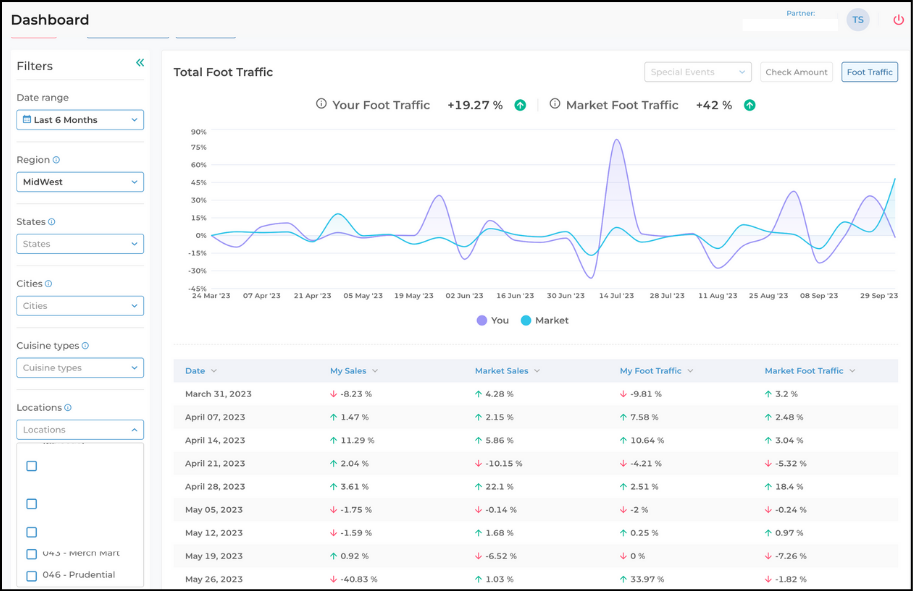 Dashboard
Partner:
TS
Filters
Date range
Last 6 Months
Region
MidWest
States
States
Cities
Cities
Cuisine types
Cuisine types
Locations
Locations
043 - Merch Mart
046 - Prudential
Total Foot Traffic
Special Events
Check Amount
Foot Traffic
Your Foot Traffic +19.27 %
Market Foot Traffic +42 %
90%
75%
60%
45%
30%
15%
0%
-15%
-30%
-45%
24 Mar '23 07 Apr '23 21 Apr '23 05 May '23 19 May '23 02 Jun '23 16 Jun '23 30 Jun '23 14 Jul '23 28 Jul '23 11 Aug '23 25 Aug '23 08 Sep '23 29 Sep '23
You Market
Date My Sales Market Sales My Foot Traffic Market Foot Traffic
March 31, 2023 -8.23 % 4.28 % -9.81 % 3.2 %
April 07, 2023 1.47 % 2.15 % 7.58 % 2.48 %
April 14, 2023 11.29 % 5.86 % 10.64 % 3.04 %
April 21, 2023 2.04 % -10.15 % -4.21 % -5.32 %
April 28, 2023 3.61 % 22.1 % 2.51 % 18.4 %
May 05, 2023 -1.75 % -0.14 % -2 % -0.24 %
May 12, 2023 -1.59 % 1.68 % 0.25 % 0.97 %
May 19, 2023 0.92 % -6.52 % 0 % -7.26 %
May 26, 2023 -40.83 % 1.03 % 33.97 % -1.82 %